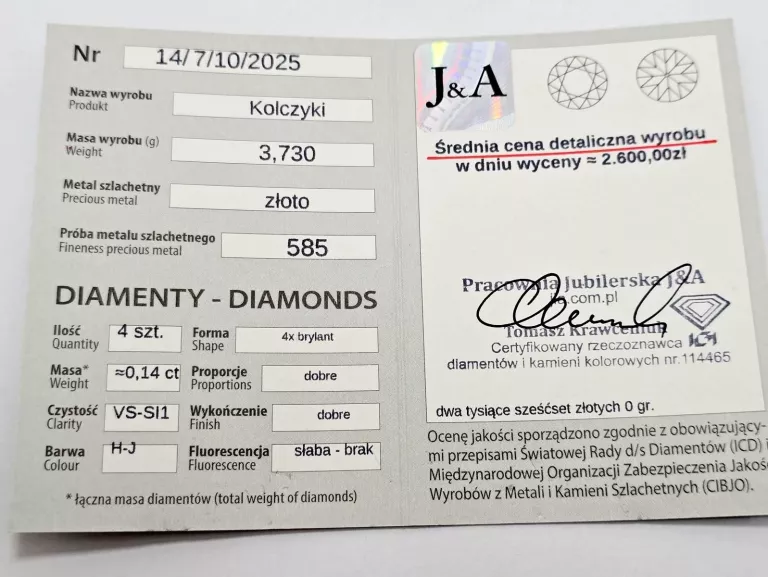 Nr 14/7/10/2025
Nazwa wyrobu
Produkt
Kolczyki
Masa wyrobu (g)
Weight
3,730
Metal szlachetny
Precious metal
złoto
Próba metalu szlachetnego
Fineness precious metal
585
DIAMENTY - DIAMONDS
Ilość
Quantity
4 szt.
Forma
Shape
4x brylant
Masa*
Weight
≈0,14 ct
Proporcje
Proportions
dobre
Czystość
Clarity
VS-SI1
Wykończenie
Finish
dobre
Barwa
Colour
H-J
Fluorescencja
Fluorescence
słaba - brak
* łączna masa diamentów (total weight of diamonds)
J&A
Średnia cena detaliczna wyrobu
w dniu wyceny ≈ 2.600,00zł
Pracownia Jubilerska J&A
.com.pl
Tomasz Krawceniuk
Certyfikowany rzeczoznawca
diamentów i kamieni kolorowych nr.114465
dwa tysiące sześćset złotych 0 gr.
Ocenę jakości sporządzono zgodnie z obowiązujący-
mi przepisami Światowej Rady d/s Diamentów (ICD) i
Międzynarodowej Organizacji Zabezpieczenia Jakoś
Wyrobów z Metali i Kamieni Szlachetnych (CIBJO).